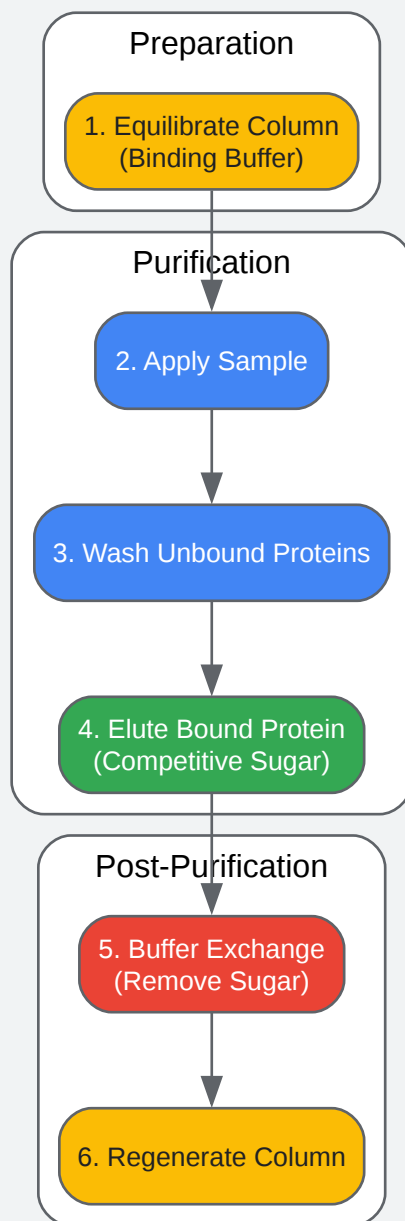 Preparation
1. Equilibrate Column
(Binding Buffer)
Purification
2. Apply Sample
3. Wash Unbound Proteins
4. Elute Bound Protein
(Competitive Sugar)
Post-Purification
5. Buffer Exchange
(Remove Sugar)
6. Regenerate Column